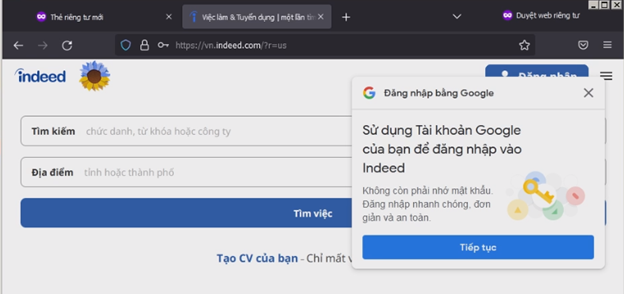 Thẻ riêng tư mới
Việc làm & Tuyển dụng | một lần tìm
Duyệt web riêng tư
https://vn.indeed.com/?r=us
indeed
Đăng nhập
Đăng nhập bằng Google
Tìm kiếm chức danh, từ khóa hoặc công ty
Sử dụng Tài khoản Google
của bạn để đăng nhập vào
Indeed
Địa điểm tỉnh hoặc thành phố
Không còn phải nhớ mật khẩu.
Đăng nhập nhanh chóng, đơn
giản và an toàn.
Tìm việc
Tiếp tục
Tạo CV của bạn - Chỉ mất